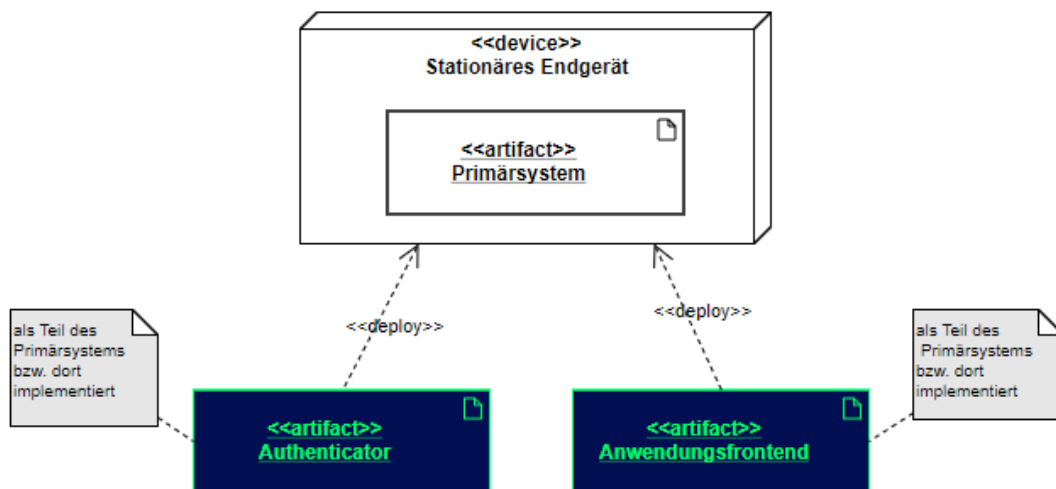 <<device>>
Stationäres Endgerät
<<artifact>>
Primärsystem
<<deploy>>
<<deploy>>
als Teil des
Primärsystems
bzw. dort
implementiert
<<artifact>>
Authenticator
<<artifact>>
Anwendungsfrontend
als Teil des
Primärsystems
bzw. dort
implementiert